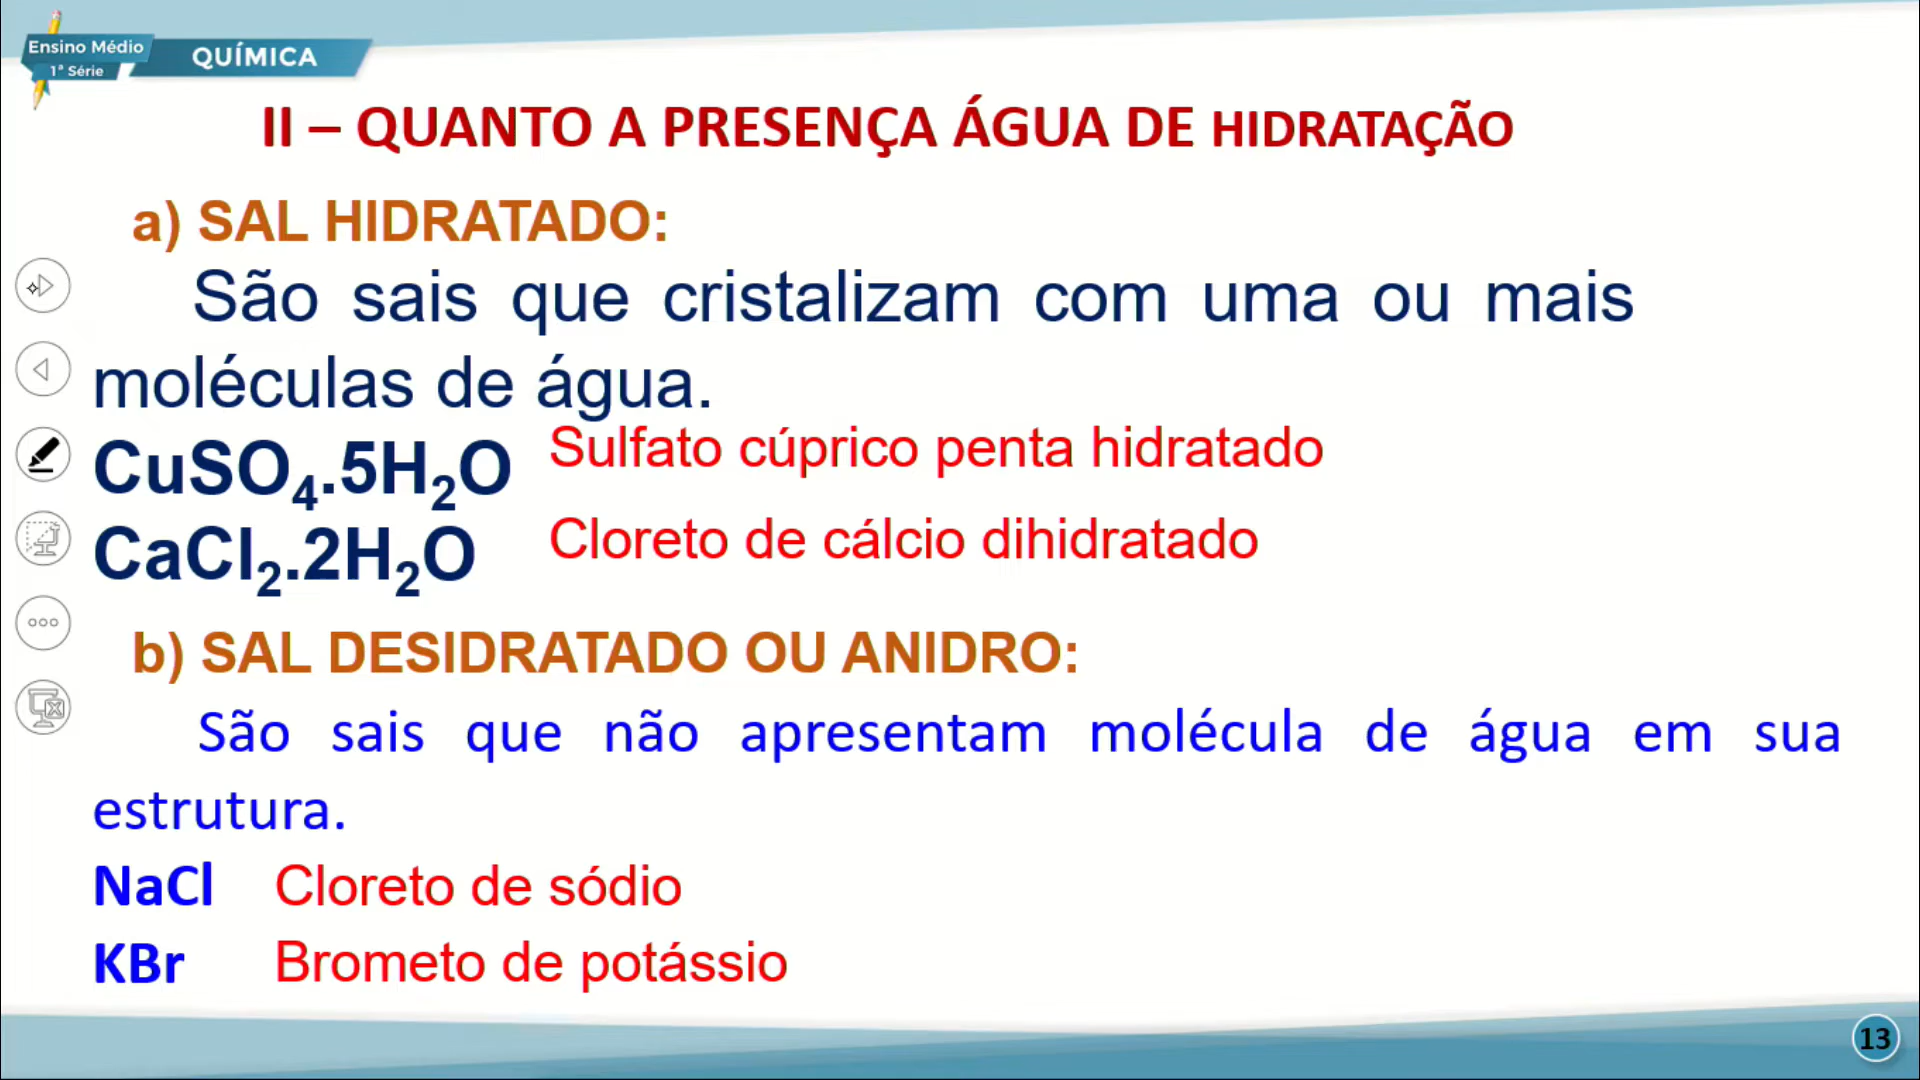 Ensino Médio
1ª Série
QUÍMICA
II – QUANTO A PRESENÇA ÁGUA DE HIDRATAÇÃO
a) SAL HIDRATADO:
São sais que cristalizam com uma ou mais
moléculas de água.
CuSO₄.5H₂O Sulfato cúprico penta hidratado
CaCl₂.2H₂O Cloreto de cálcio dihidratado
b) SAL DESIDRATADO OU ANIDRO:
São sais que não apresentam molécula de água em sua
estrutura.
NaCl Cloreto de sódio
KBr Brometo de potássio
13